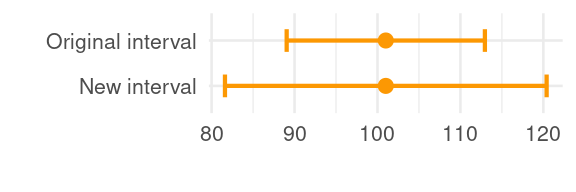 Original interval
New interval
80 90 100 110 120